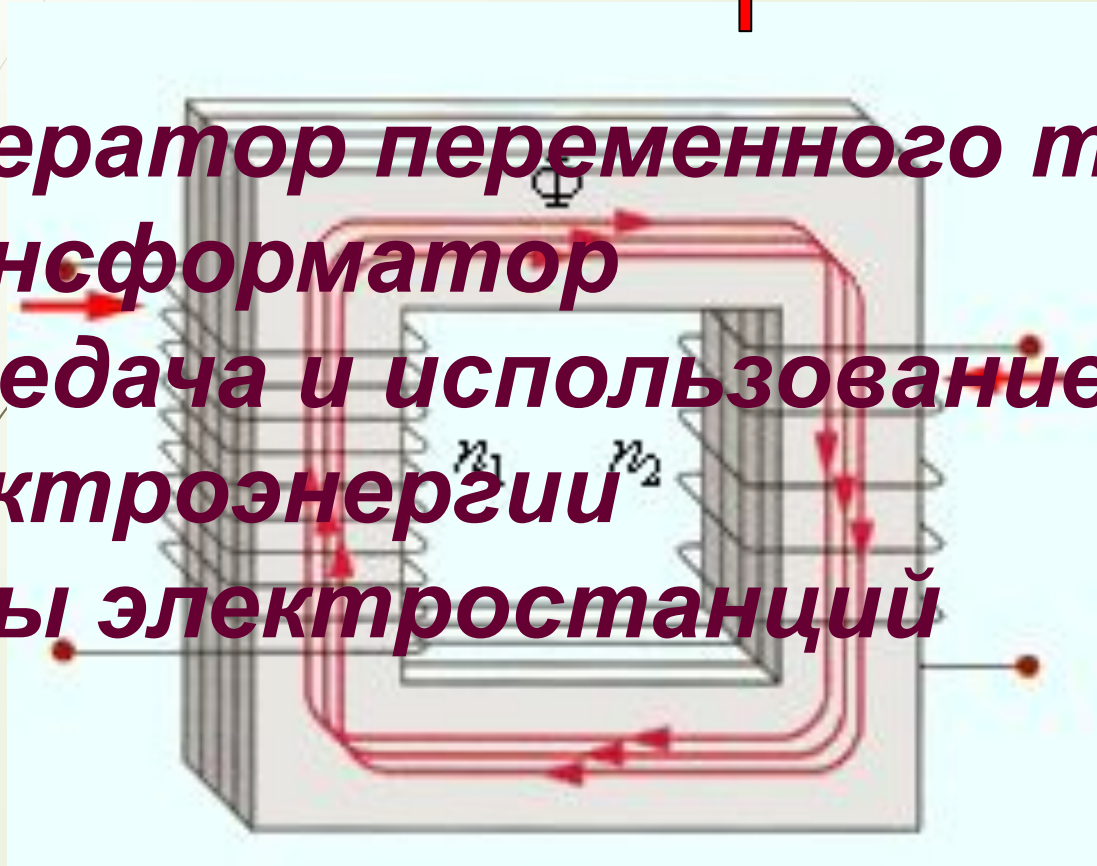 ератор переменного т
Φ
нсформатор
едача и использование
n1 n2
ктроэнергии
ы электростанций